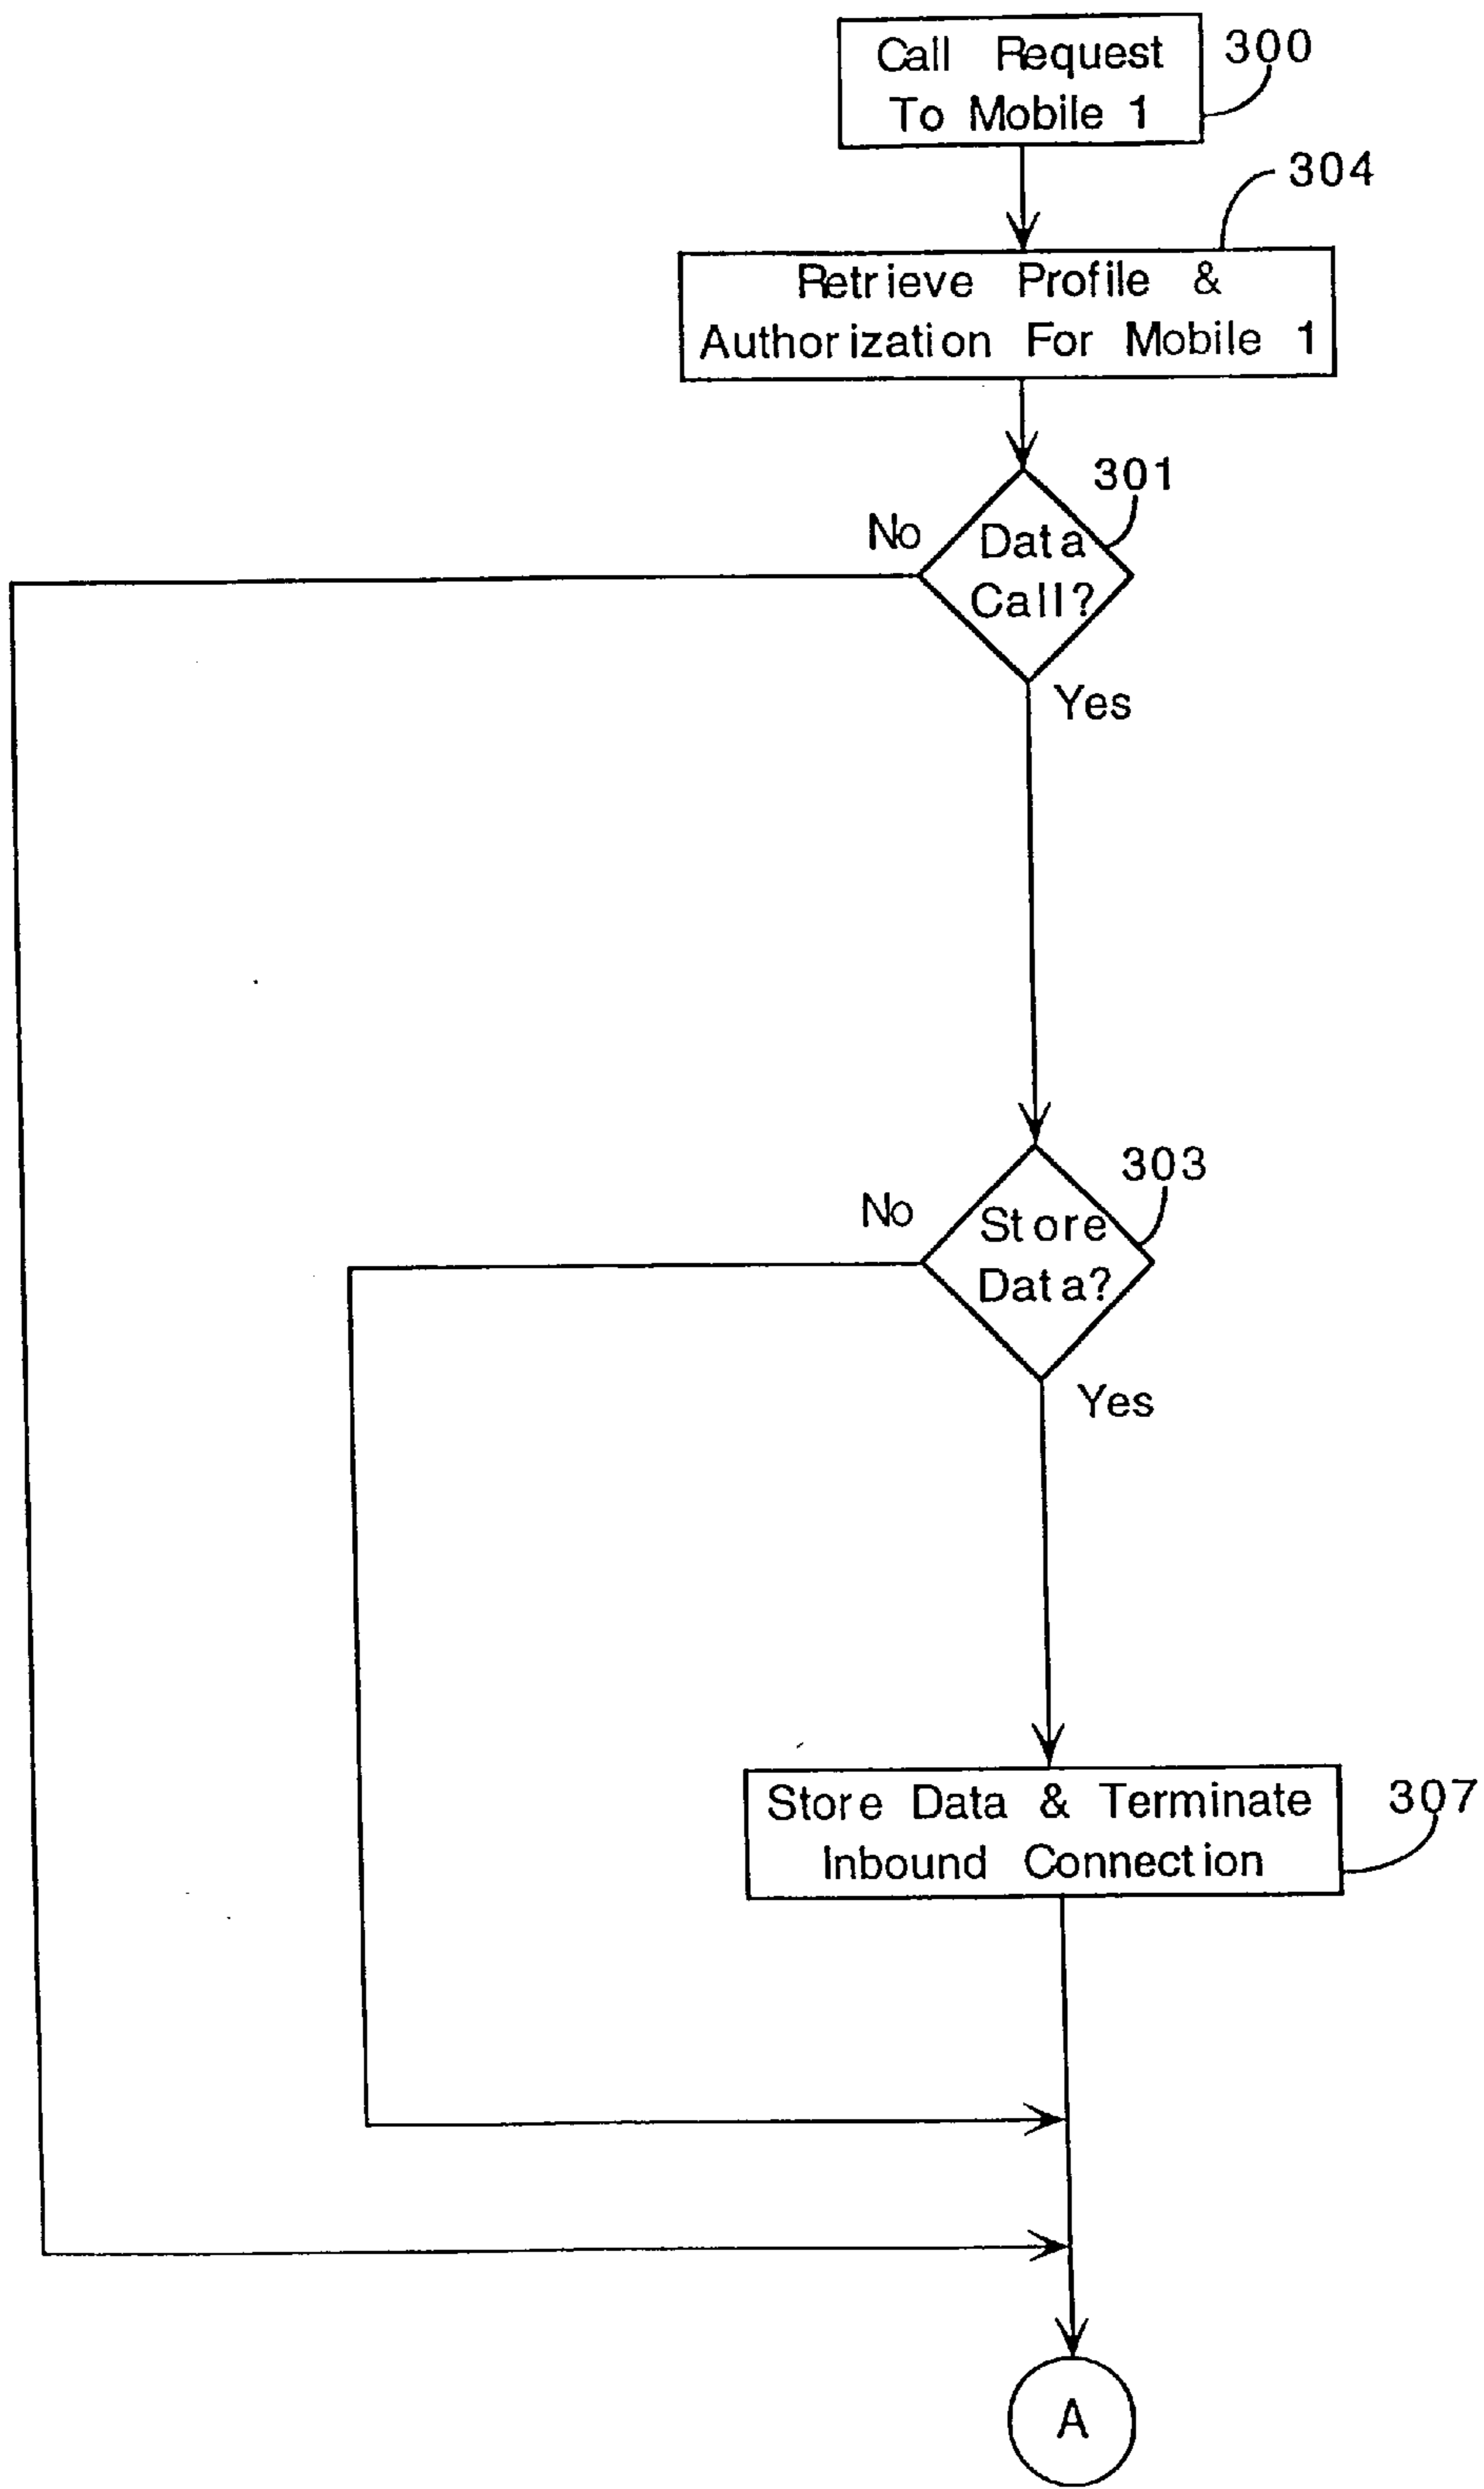 Call Request
To Mobile 1
300
304
Retrieve Profile &
Authorization For Mobile 1
301
No
Data
Call?
Yes
303
No
Store
Data?
Yes
Store Data & Terminate
Inbound Connection
307
A